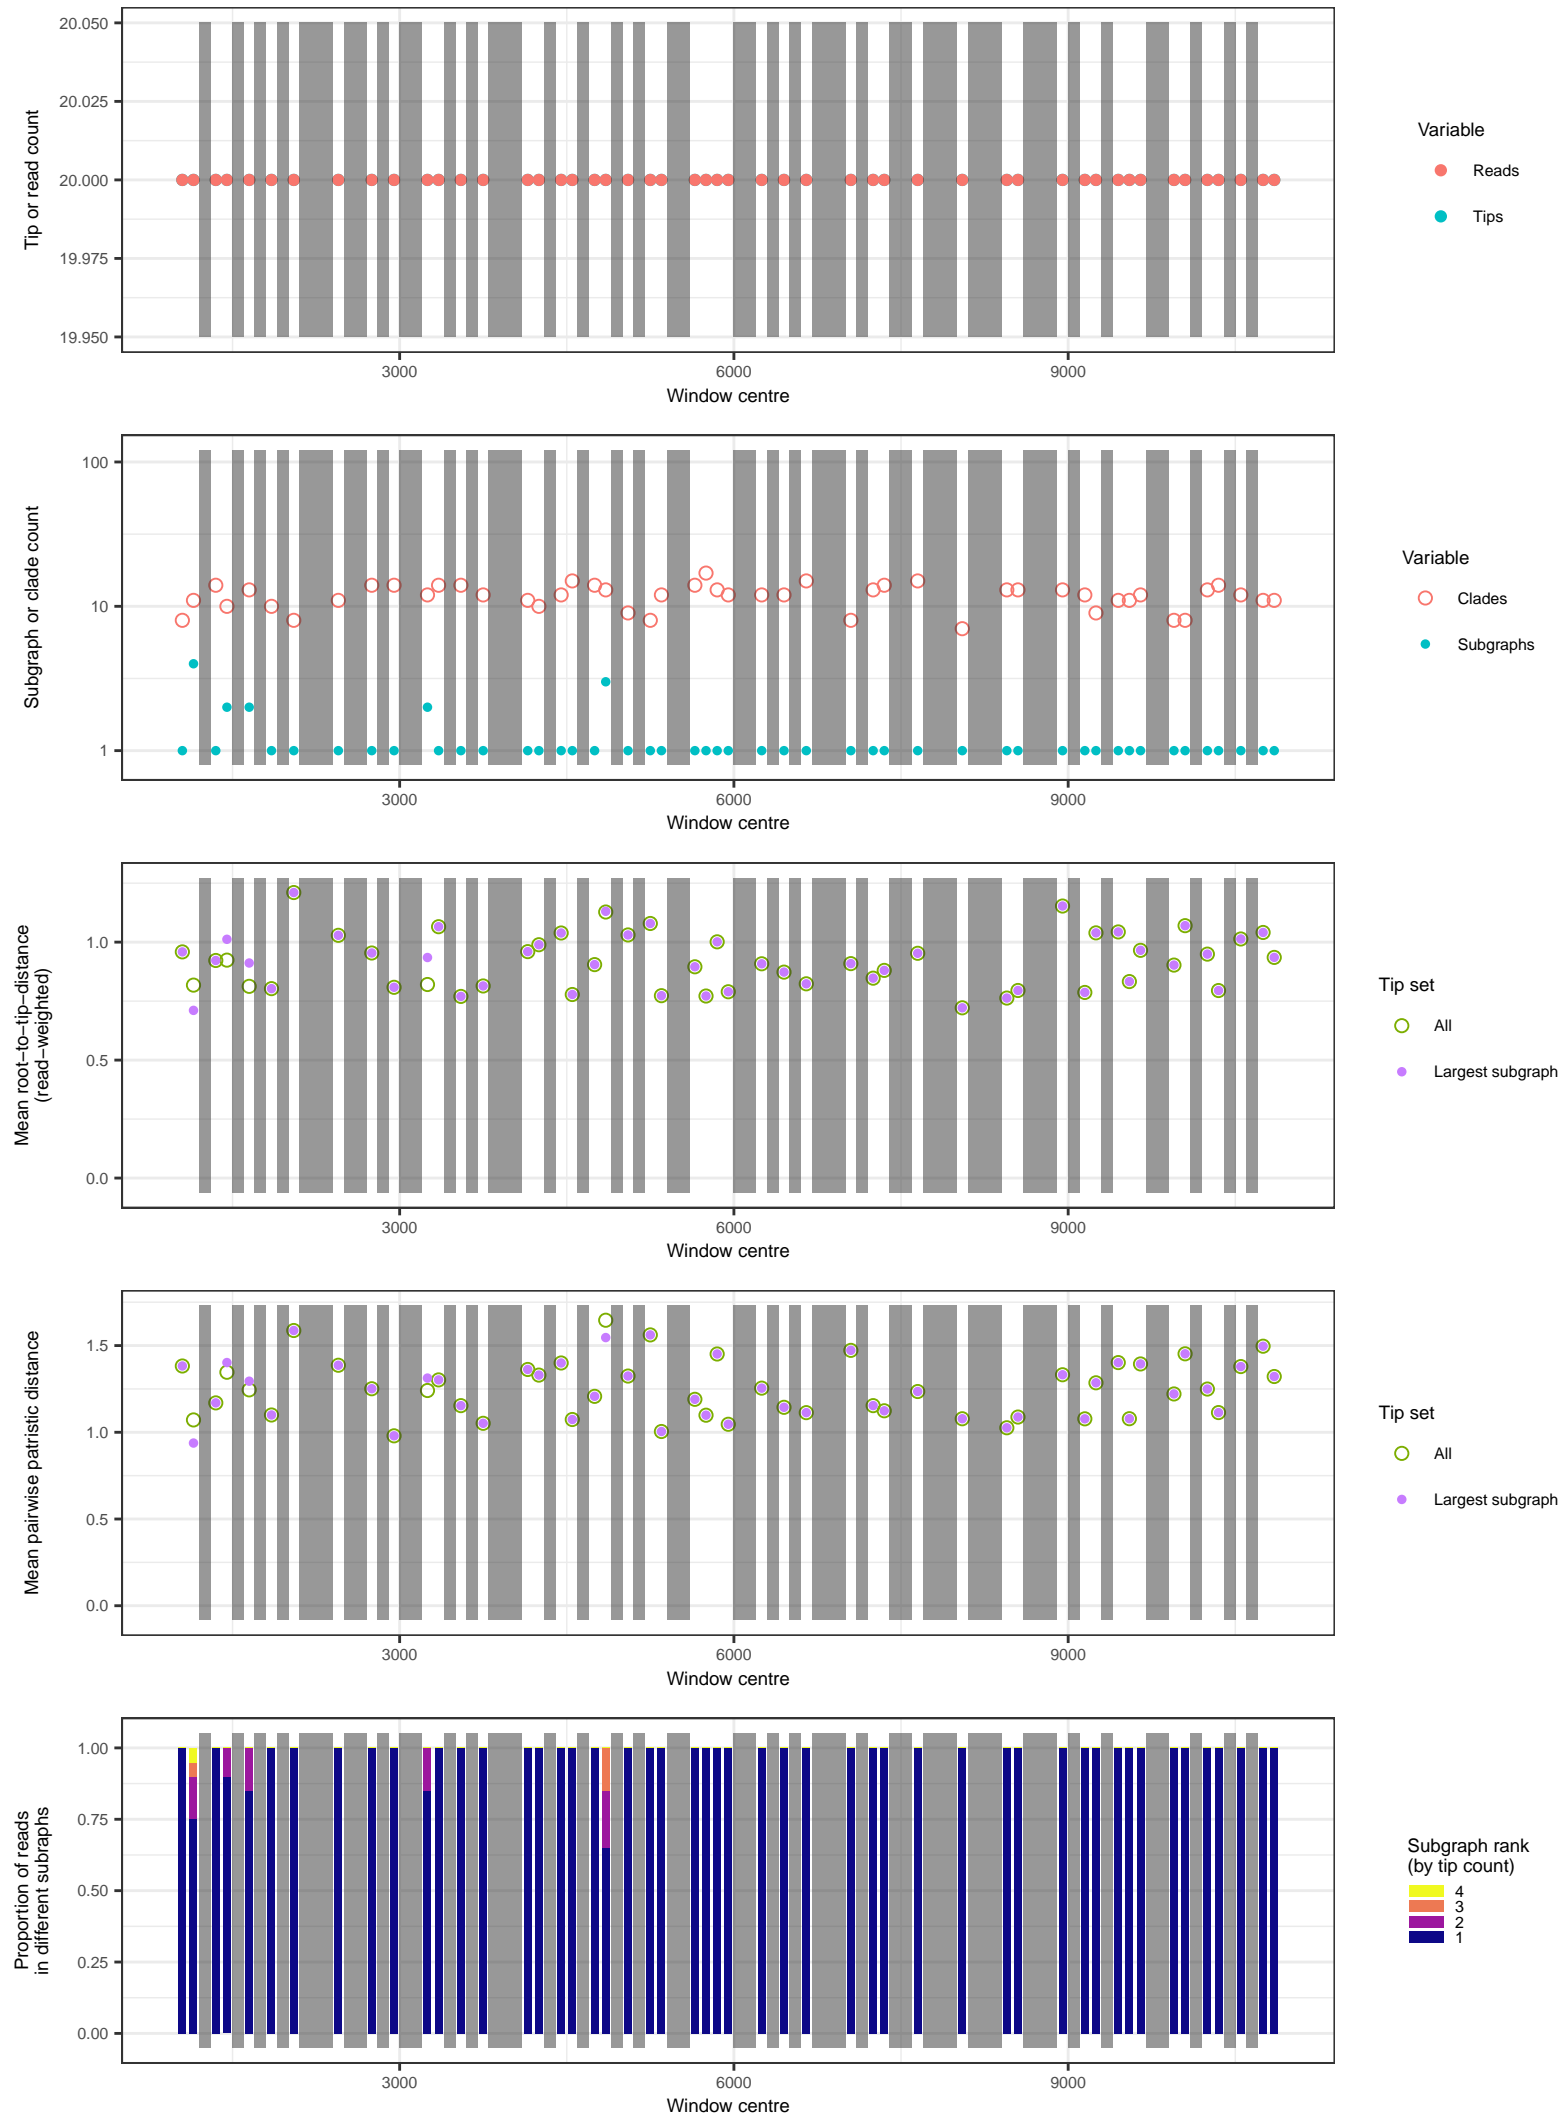 20.050
20.025
20.000
19.975
19.950
Tip or read count
3000
6000
9000
Window centre
Variable
Reads
Tips
100
10
1
Subgraph or clade count
3000
6000
9000
Window centre
Variable
Clades
Subgraphs
1.0
0.5
0.0
Mean root-to-tip-distance
(read-weighted)
3000
6000
9000
Window centre
Tip set
All
Largest subgraph
1.5
1.0
0.5
0.0
Mean pairwise patristic distance
3000
6000
9000
Window centre
Tip set
All
Largest subgraph
1.00
0.75
0.50
0.25
0.00
Proportion of reads
in different subraphs
3000
6000
9000
Window centre
Subgraph rank
(by tip count)
4
3
2
1